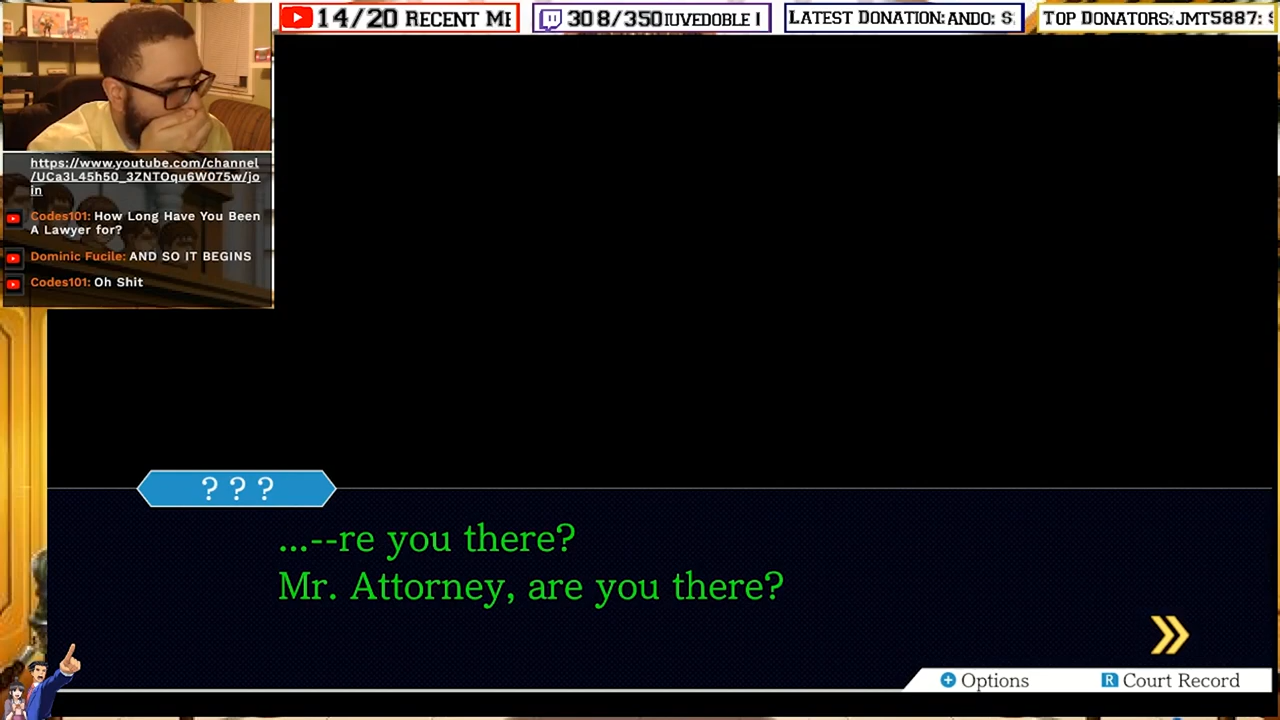 14/20 RECENT ME
308/350 IUVEDOBLE
LATEST DONATION: ANDO: S
TOP DONATORS: JMT5887:
https://www.youtube.com/channel
/UCa3L45h50_3ZNTOqu6W075w/jo
in
Codes101: How Long Have You Been
A Lawyer for?
Dominic Fucile: AND SO IT BEGINS
Codes101: Oh Shit
? ? ?
...--re you there?
Mr. Attorney, are you there?
Options
R Court Record